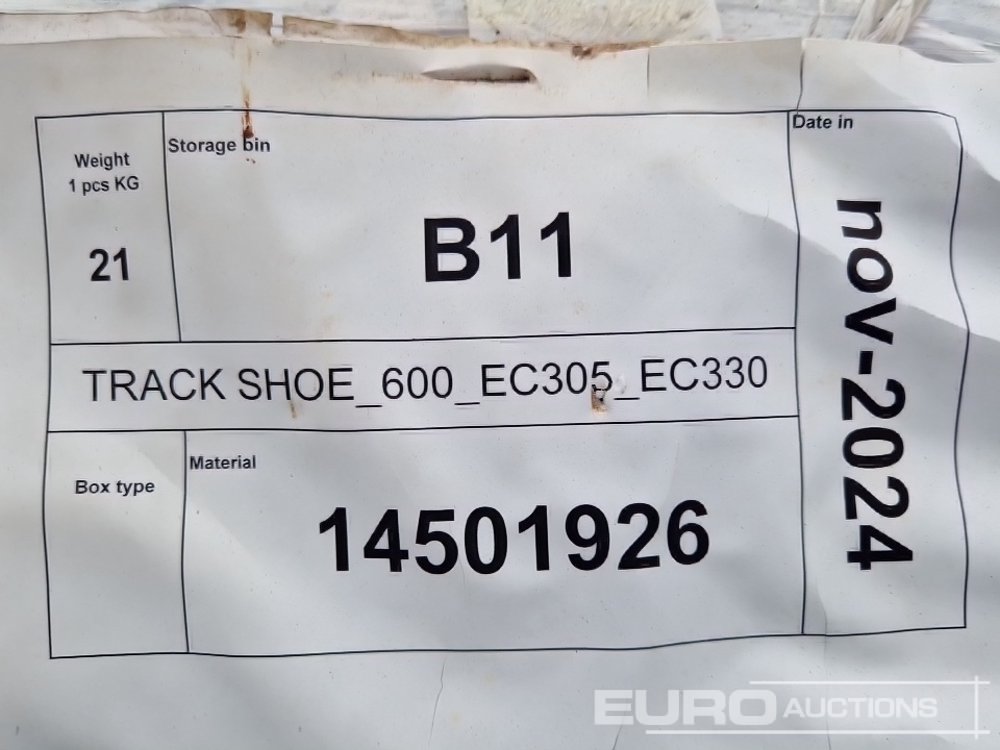 Weight
1 pcs KG
21
Storage bin
B11
Date in
nov-2024
TRACK SHOE_600_EC305_EC330
Box type
Material
14501926
EURO AUCTIONS